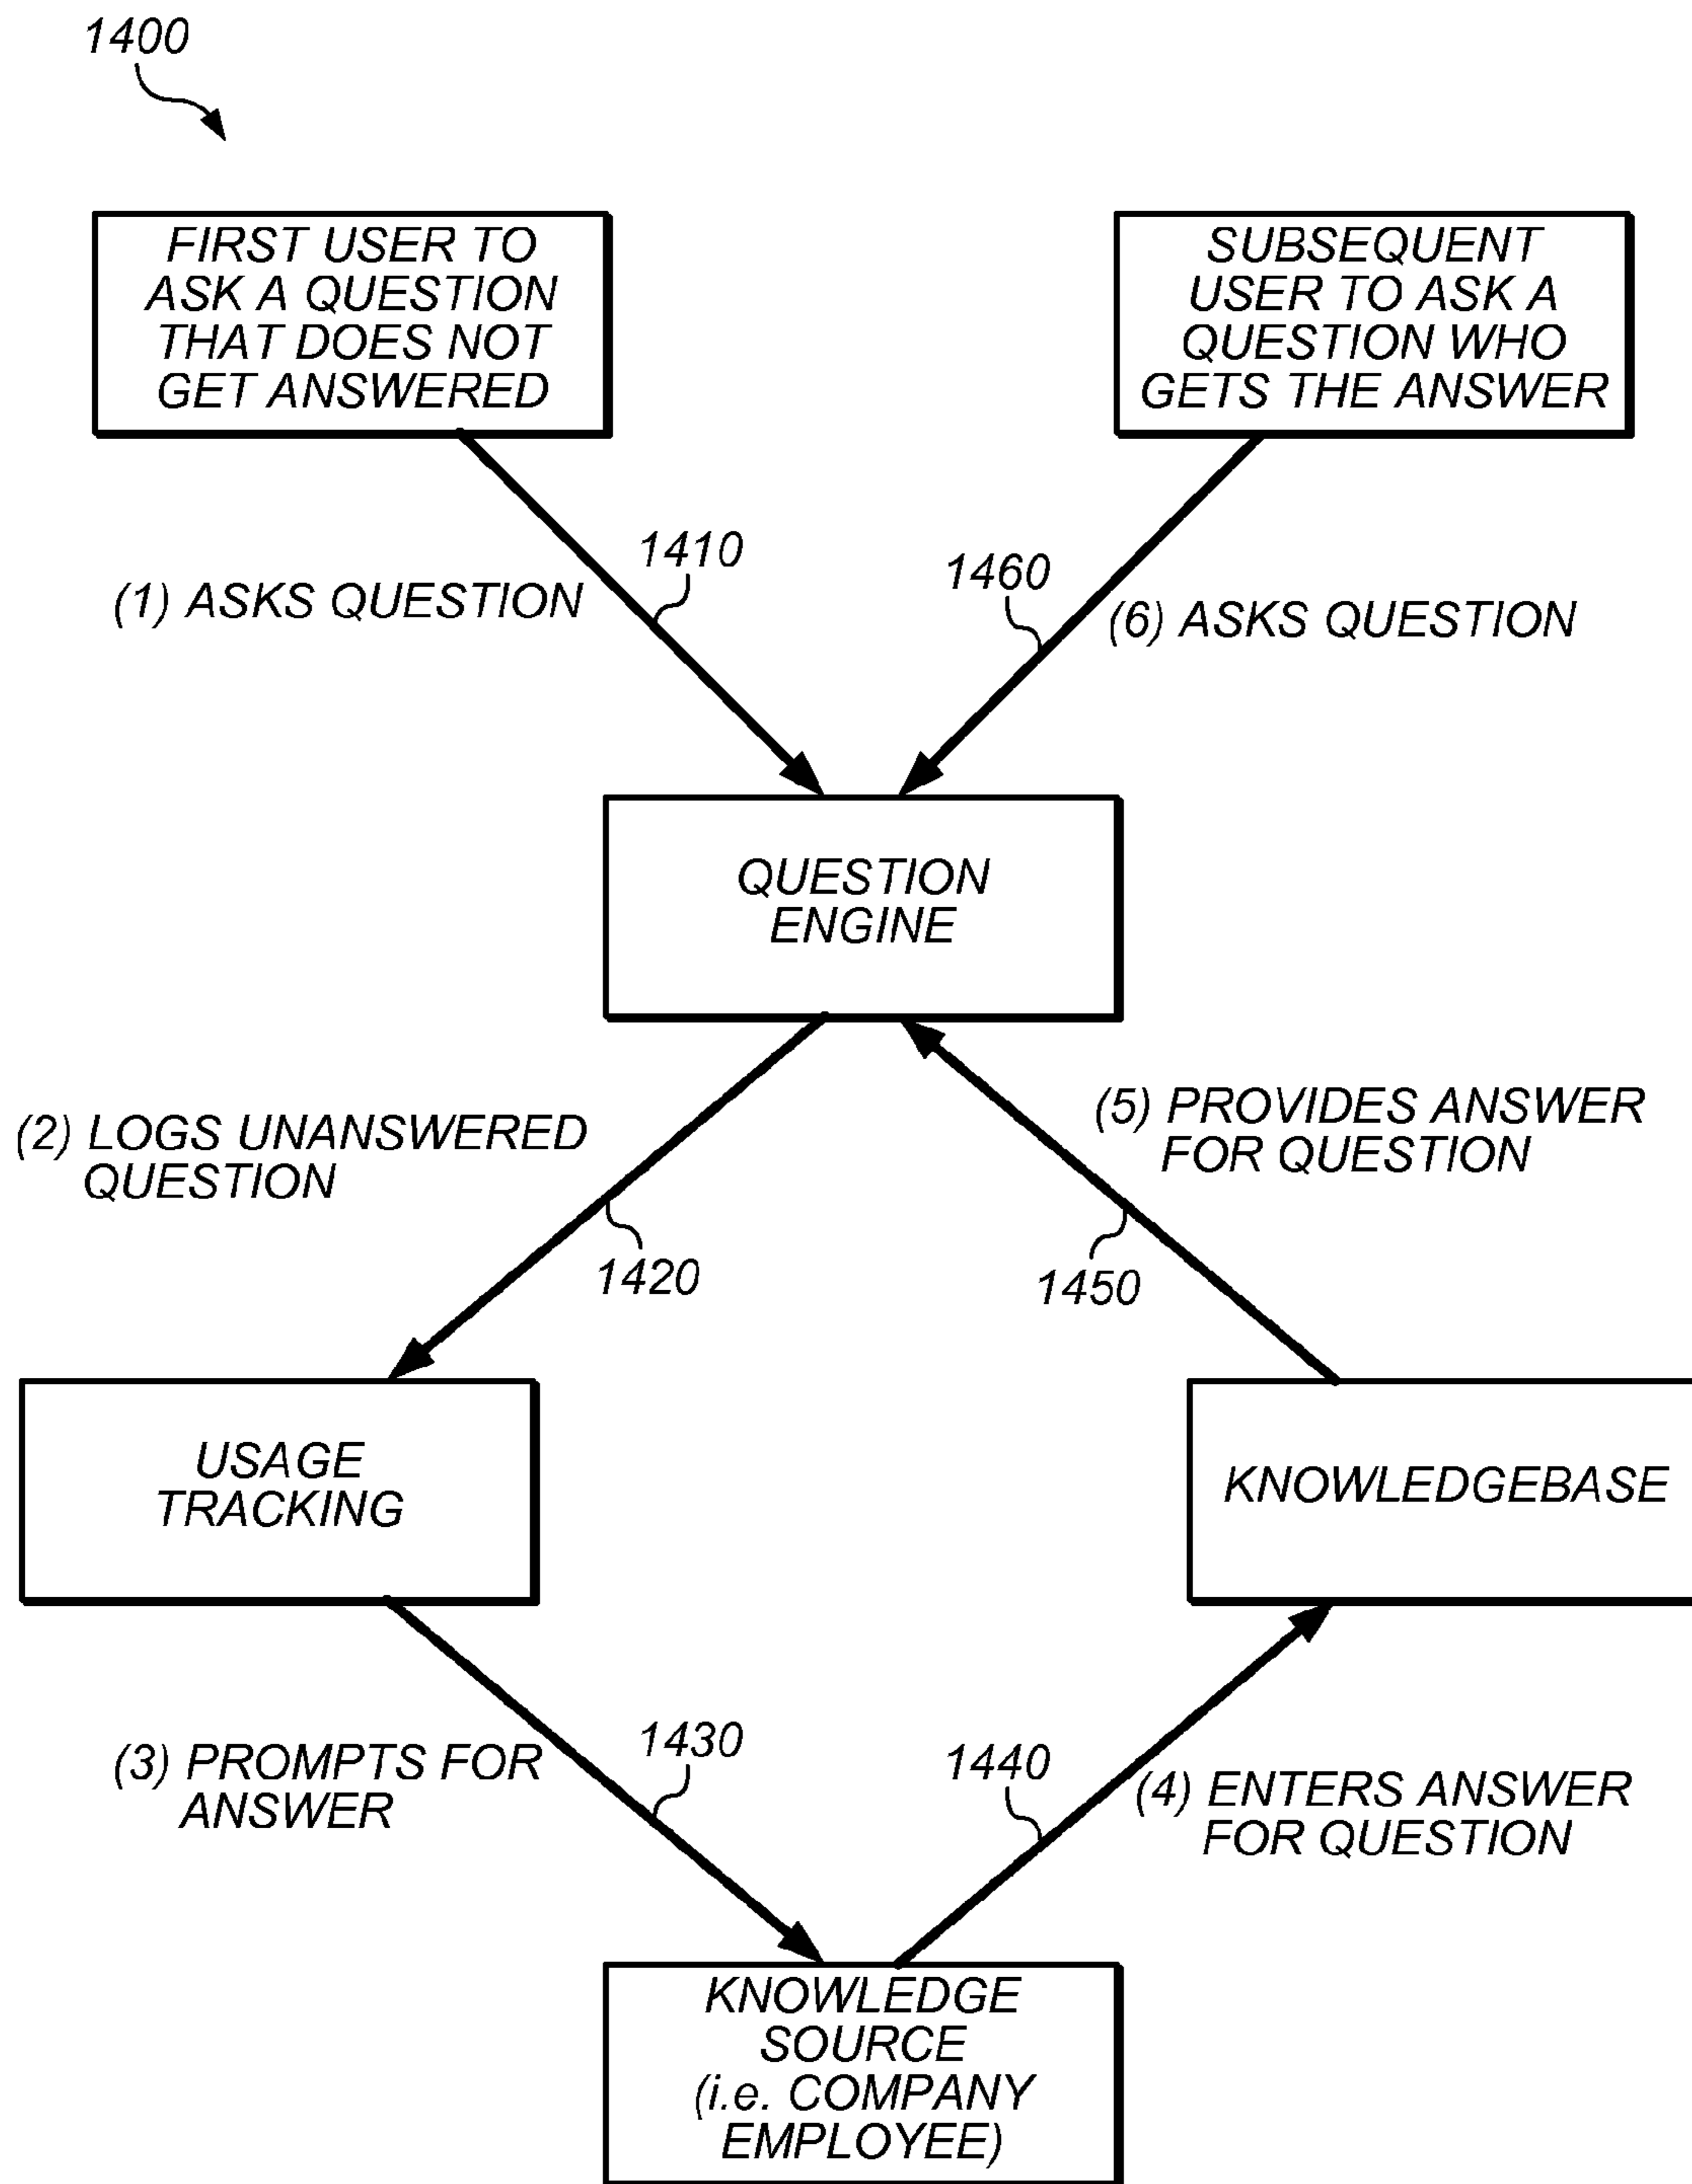 1400
FIRST USER TO
ASK A QUESTION
THAT DOES NOT
GET ANSWERED
SUBSEQUENT
USER TO ASK A
QUESTION WHO
GETS THE ANSWER
(1) ASKS QUESTION
1410
1460
(6) ASKS QUESTION
QUESTION
ENGINE
(2) LOGS UNANSWERED
QUESTION
1420
(5) PROVIDES ANSWER
FOR QUESTION
1450
USAGE
TRACKING
KNOWLEDGEBASE
(3) PROMPTS FOR
ANSWER
1430
1440
(4) ENTERS ANSWER
FOR QUESTION
KNOWLEDGE
SOURCE
(i.e. COMPANY
EMPLOYEE)